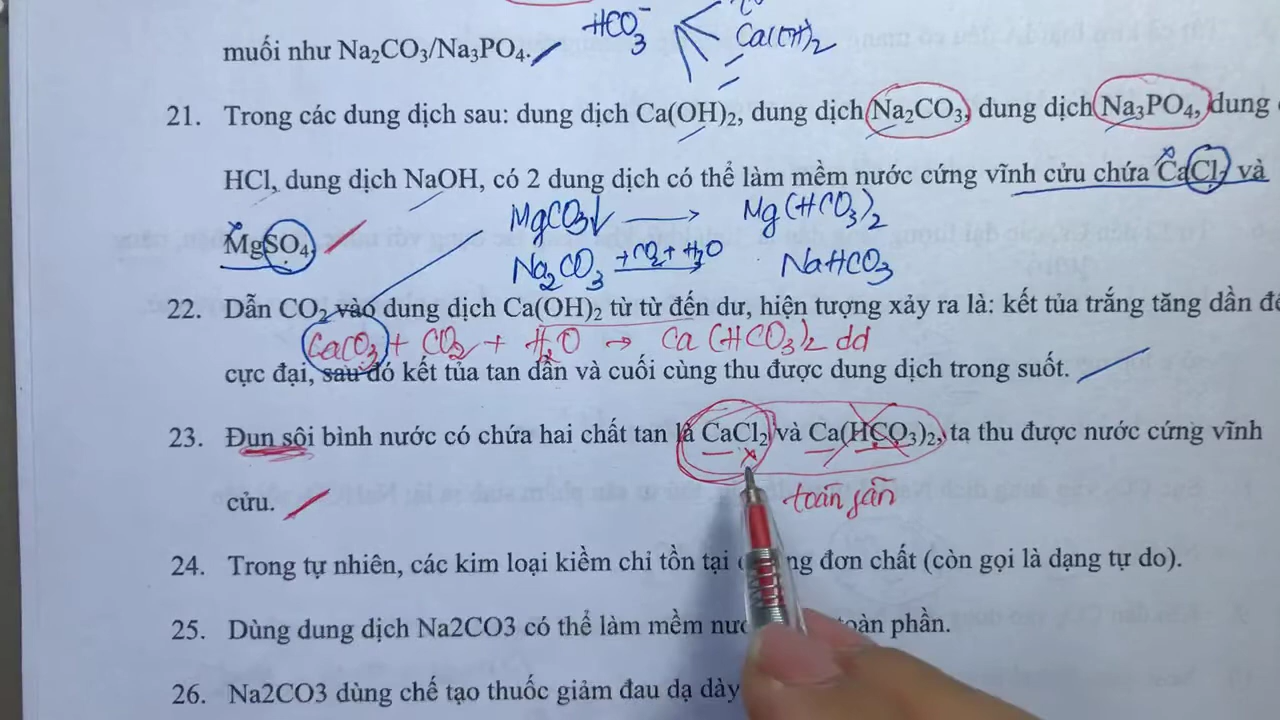 HCO₃⁻
Ca(OH)₂
muối như Na₂CO₃/Na₃PO₄.
21. Trong các dung dịch sau: dung dịch Ca(OH)₂, dung dịch Na₂CO₃, dung dịch Na₃PO₄, dung
HCl, dung dịch NaOH, có 2 dung dịch có thể làm mềm nước cứng vĩnh cửu chứa CaCl₂ và
MgSO₄.
MgCO₃↓ → Mg(HCO₃)₂
Na₂CO₃ +CO₂+H₂O → NaHCO₃
22. Dẫn CO₂ vào dung dịch Ca(OH)₂ từ từ đến dư, hiện tượng xảy ra là: kết tủa trắng tăng dần
CaCO₃ + CO₂ + H₂O → Ca(HCO₃)₂ dd
cực đại, sau đó kết tủa tan dần và cuối cùng thu được dung dịch trong suốt.
23. Đun sôi bình nước có chứa hai chất tan là CaCl₂ và Ca(HCO₃)₂, ta thu được nước cứng vĩnh
toàn
cửu.
24. Trong tự nhiên, các kim loại kiềm chỉ tồn tại đơn chất (còn gọi là dạng tự do).
25. Dùng dung dịch Na2CO3 có thể làm mềm toàn phần.
26. Na2CO3 dùng chế tạo thuốc giảm đau dạ dày